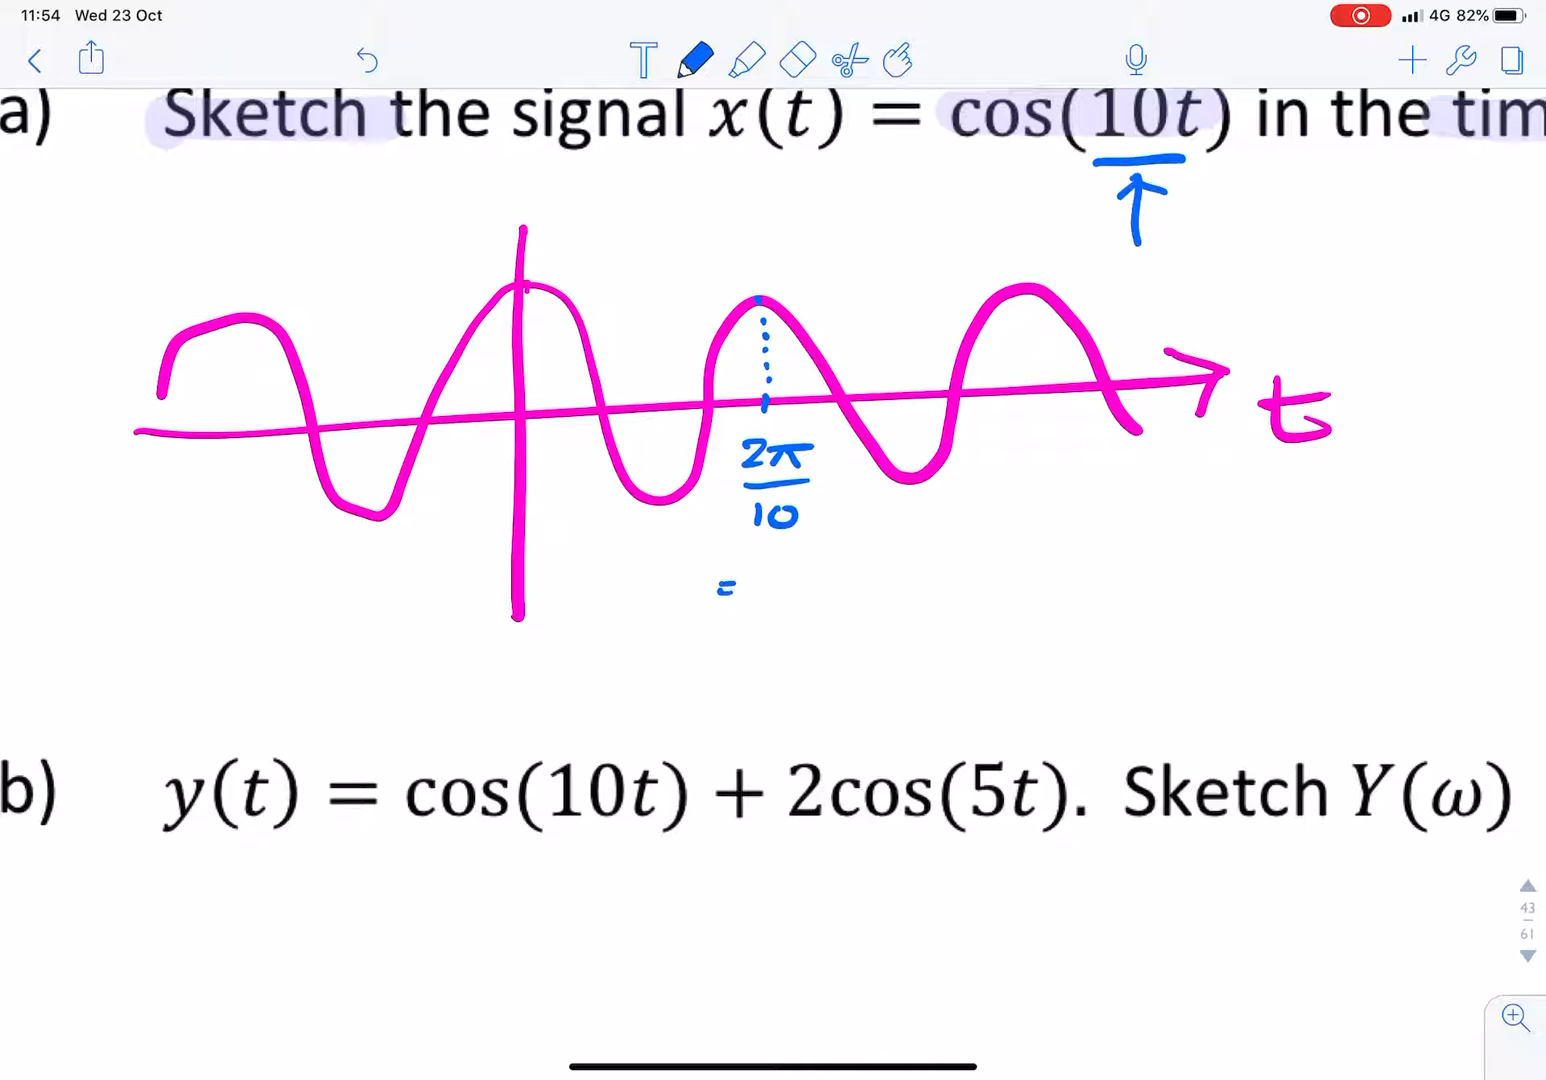 11:54 Wed 23 Oct 4G 82%
T
a) Sketch the signal x(t) = cos(10t) in the tim
t
2π
10
=
b) y(t) = cos(10t) + 2cos(5t). Sketch Y(ω)
43
61